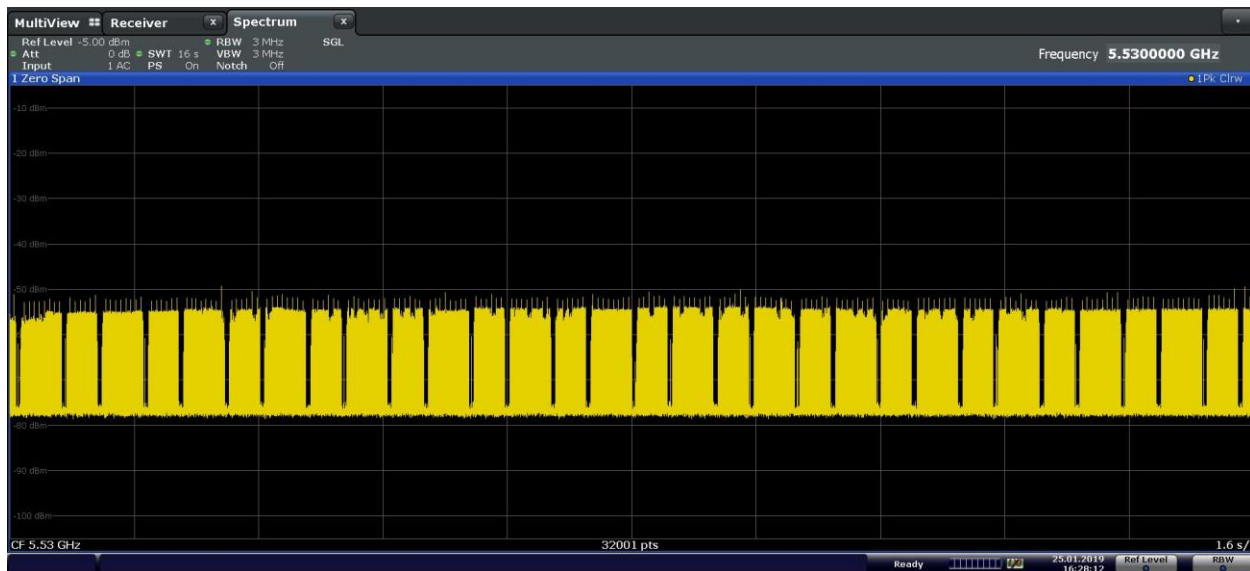 MultiView Receiver X Spectrum X
Ref Level -5.00 dBm RBW 3 MHz SGL
Att 0 dB SWT 16 s VBW 3 MHz Frequency 5.5300000 GHz
Input 1 AC PS On Notch Off
1 Zero Span 1Pk Clrw
-10 dBm
-20 dBm
-30 dBm
-40 dBm
-50 dBm
-80 dBm
-90 dBm
-100 dBm
CF 5.53 GHz 32001 pts 1.6 s/
Ready 25.01.2019 Ref Level RBW
16:28:12